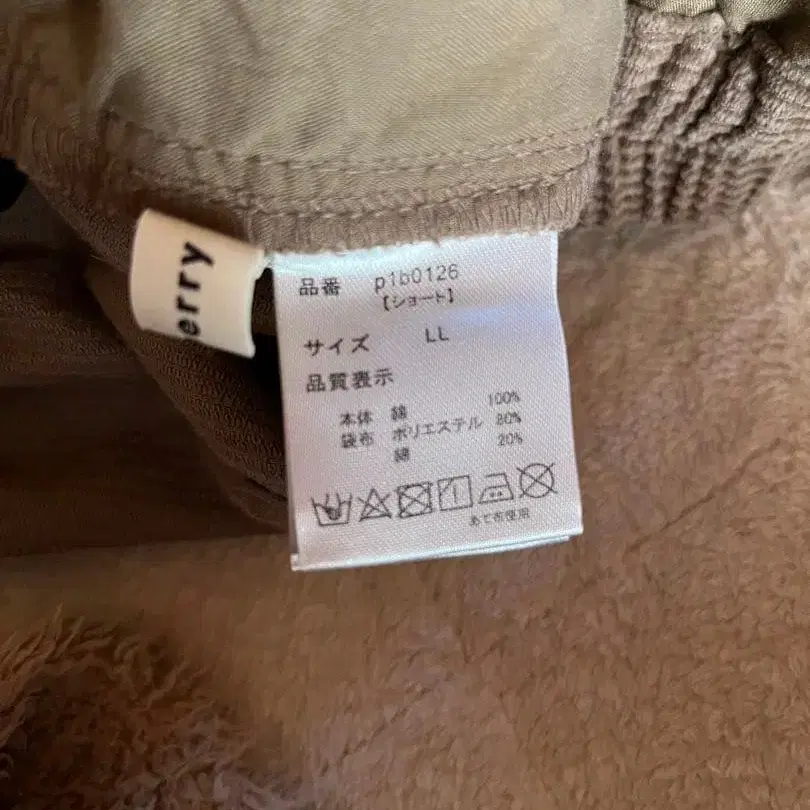 erry
品番 p1b0126
【ショート】
サイズ LL
品質表示
本体 綿 100%
袋布 ポリエステル 80%
綿 20%
あて布使用